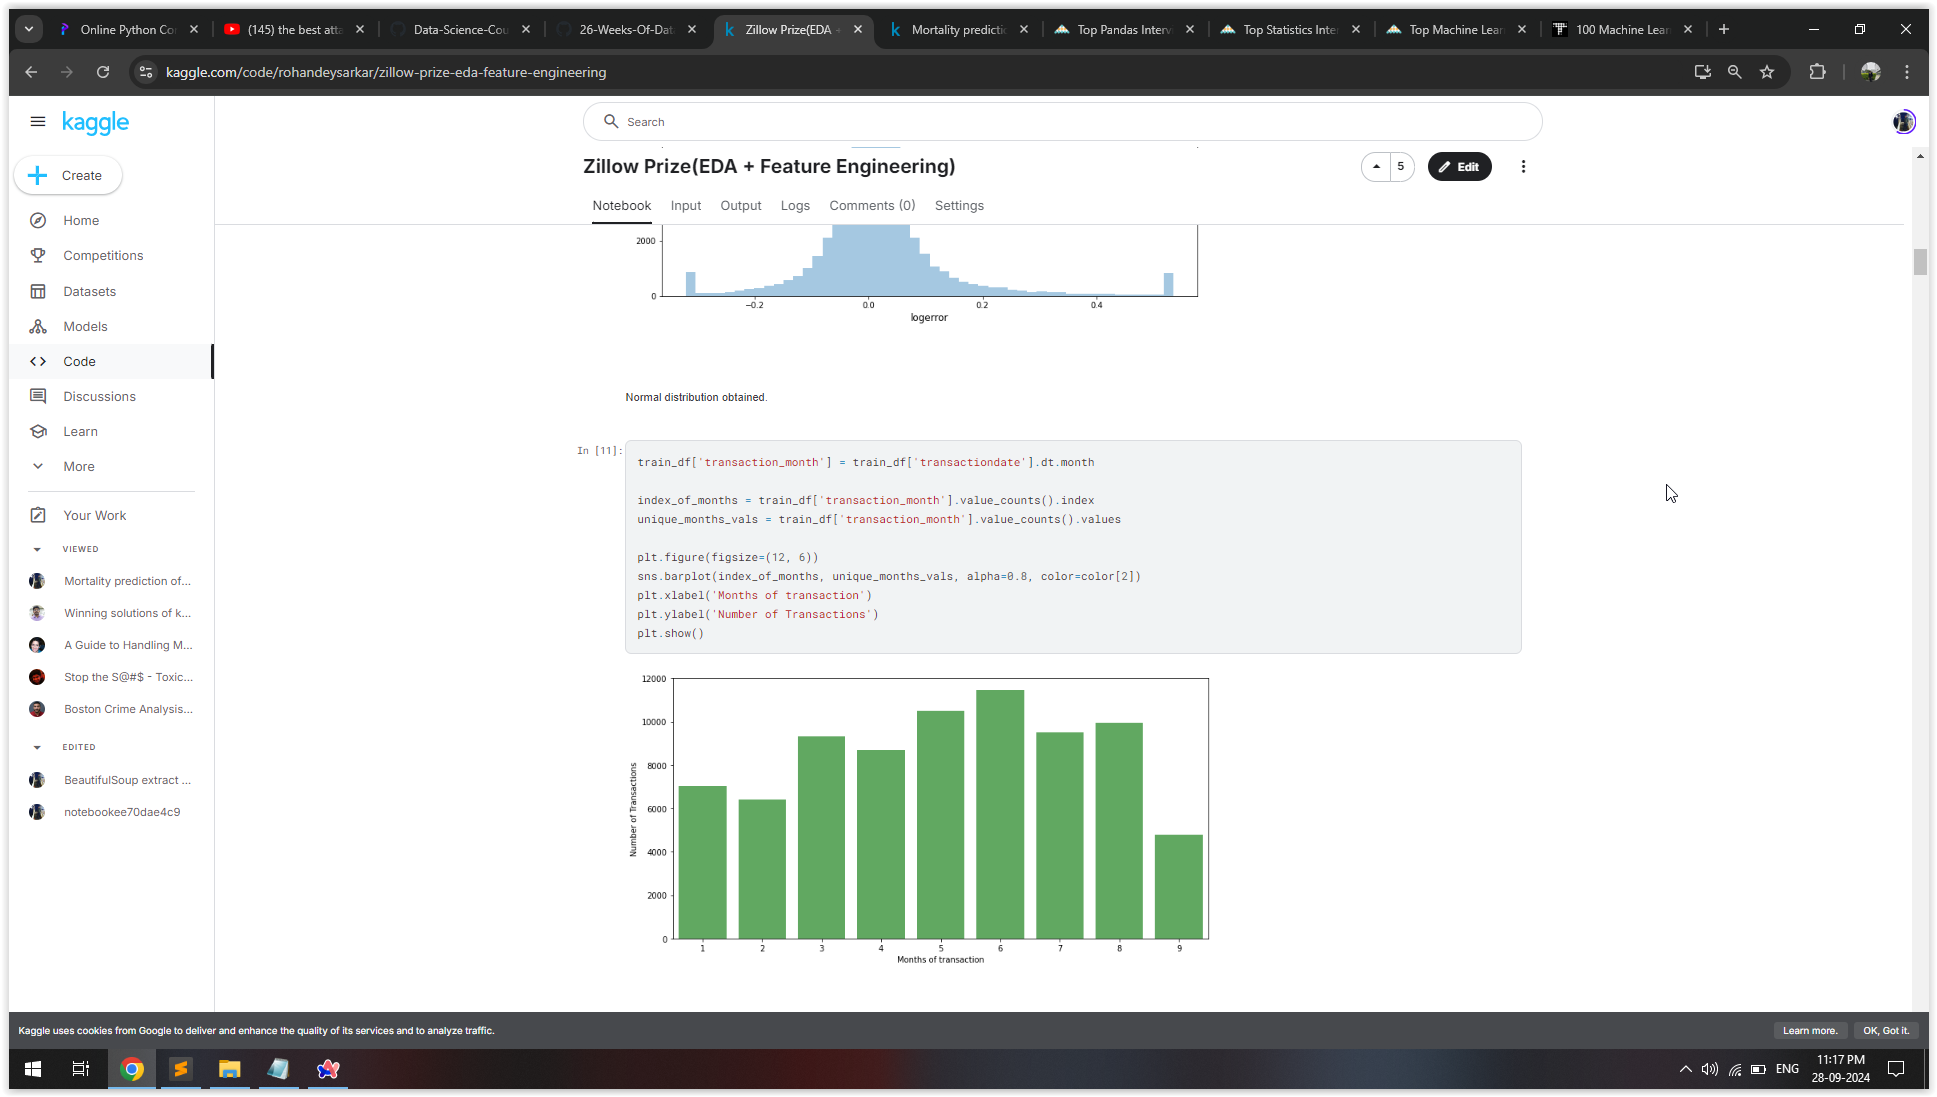 Online Python Co
(145) the best atta
Data-Science-Cou
26-Weeks-Of-Dat
Zillow Prize(EDA +
Mortality predictio
Top Pandas Interv
Top Statistics Inte
Top Machine Lear
100 Machine Lear
kaggle.com/code/rohandeysarkar/zillow-prize-eda-feature-engineering
kaggle
Search
Create
Home
Competitions
Datasets
Models
Code
Discussions
Learn
More
Your Work
VIEWED
Mortality prediction of...
Winning solutions of k...
A Guide to Handling M...
Stop the S@#$ - Toxic...
Boston Crime Analysis...
EDITED
BeautifulSoup extract ...
notebookee70dae4c9
Zillow Prize(EDA + Feature Engineering)
5
Edit
Notebook Input Output Logs Comments (0) Settings
2000
0
−0.2 0.0 0.2 0.4
logerror
Normal distribution obtained.
In [11]:
train_df['transaction_month'] = train_df['transactiondate'].dt.month
index_of_months = train_df['transaction_month'].value_counts().index
unique_months_vals = train_df['transaction_month'].value_counts().values
plt.figure(figsize=(12, 6))
sns.barplot(index_of_months, unique_months_vals, alpha=0.8, color=color[2])
plt.xlabel('Months of transaction')
plt.ylabel('Number of Transactions')
plt.show()
12000
10000
8000
6000
4000
2000
0
Number of Transactions
1 2 3 4 5 6 7 8 9
Months of transaction
Kaggle uses cookies from Google to deliver and enhance the quality of its services and to analyze traffic.
Learn more.
OK, Got it.
ENG
11:17 PM
28-09-2024